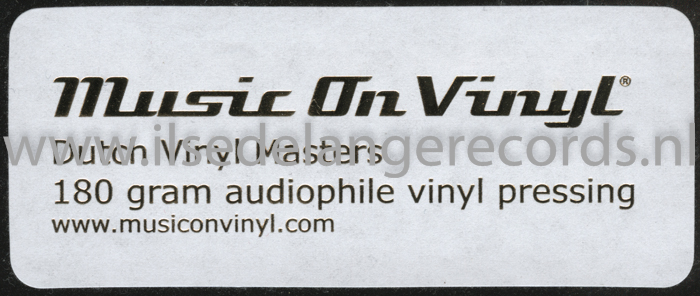 Music On Vinyl®
www.ilsedelangerecords.nl
Dutch Vinyl Masters
180 gram audiophile vinyl pressing
www.musiconvinyl.com